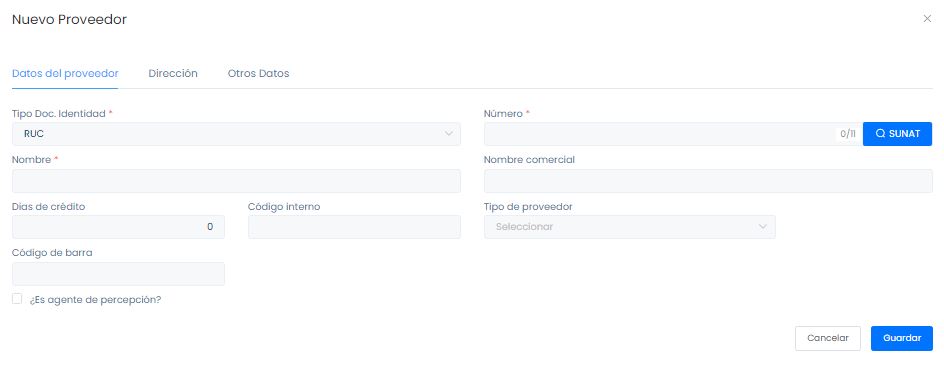 Nuevo Proveedor
Datos del proveedor Dirección Otros Datos
Tipo Doc. Identidad * Número *
RUC 0/11 SUNAT
Nombre * Nombre comercial
Dias de crédito Código interno Tipo de proveedor
0 Seleccionar
Código de barra
¿Es agente de percepción?
Cancelar Guardar